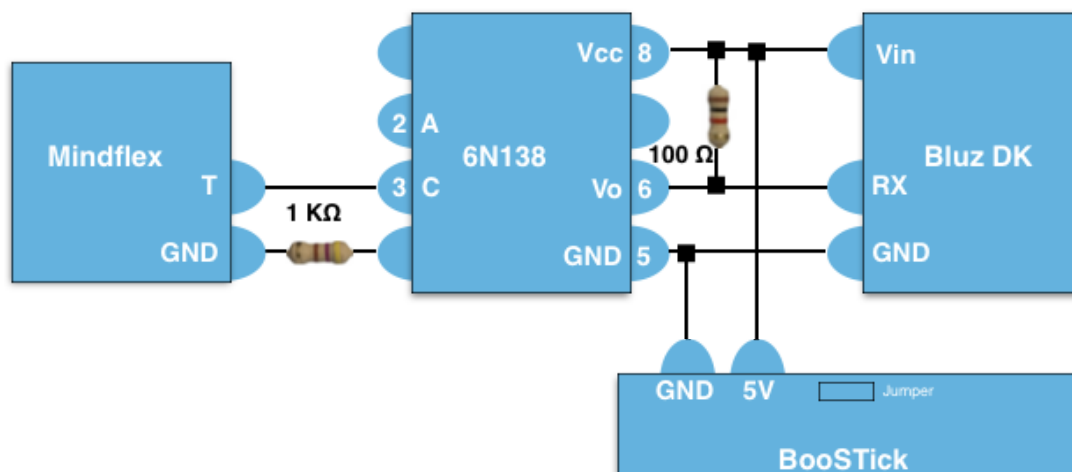 Vcc 8
Vin
2 A
Mindflex
6N138
100 Ω
Bluz DK
T
3 C
Vo 6
RX
1 KΩ
GND
GND 5
GND
GND
5V
Jumper
BooSTick